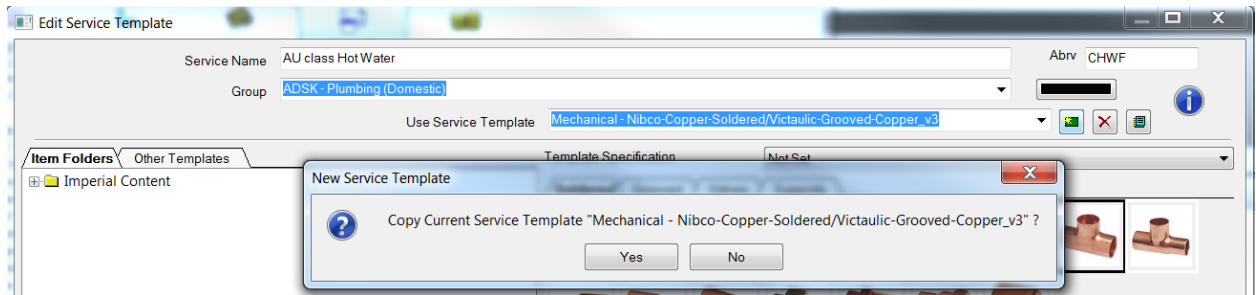 Edit Service Template
Service Name AU class Hot Water Abrv CHWF
Group ADSK - Plumbing (Domestic)
Use Service Template Mechanical - Nibco-Copper-Soldered/Victaulic-Grooved-Copper_v3
Item Folders Other Templates Template Specification Not Set
Imperial Content
New Service Template X
Copy Current Service Template "Mechanical - Nibco-Copper-Soldered/Victaulic-Grooved-Copper_v3" ?
Yes No